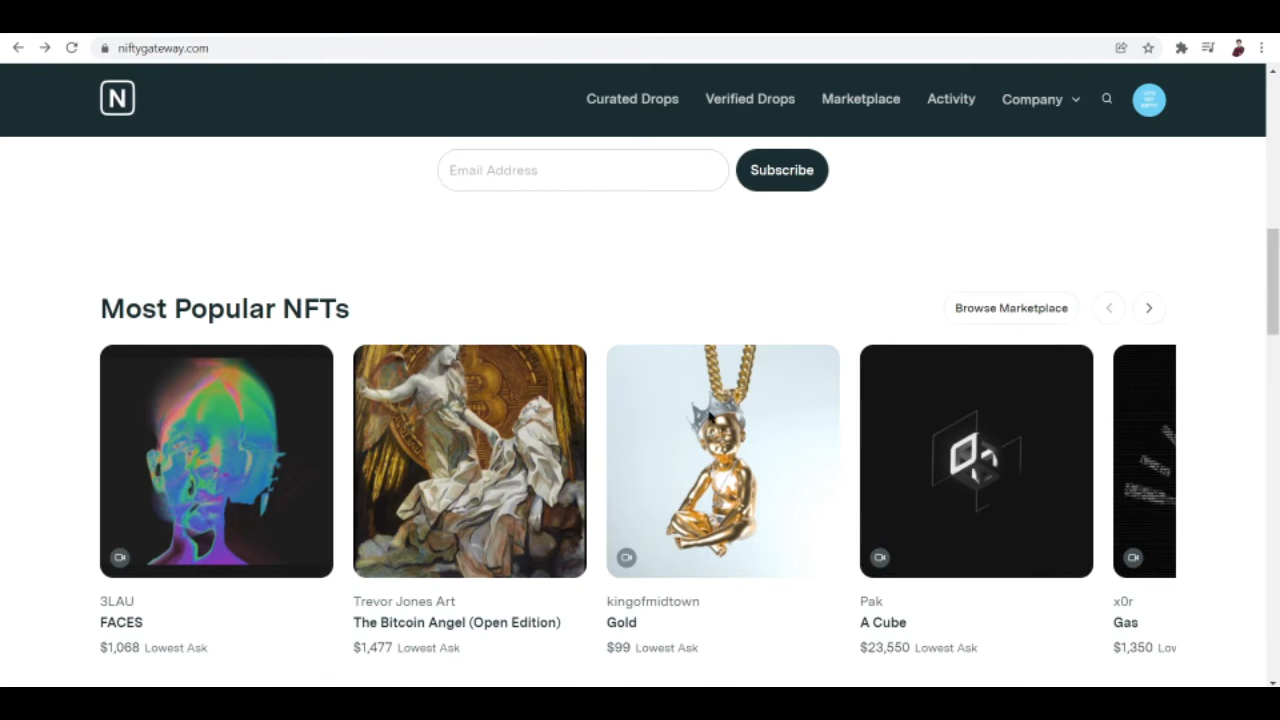 niftygateway.com
N
Curated Drops
Verified Drops
Marketplace
Activity
Company
Email Address
Subscribe
Most Popular NFTs
Browse Marketplace
3LAU
FACES
$1,068 Lowest Ask
Trevor Jones Art
The Bitcoin Angel (Open Edition)
$1,477 Lowest Ask
kingofmidtown
Gold
$99 Lowest Ask
Pak
A Cube
$23,550 Lowest Ask
x0r
Gas
$1,350